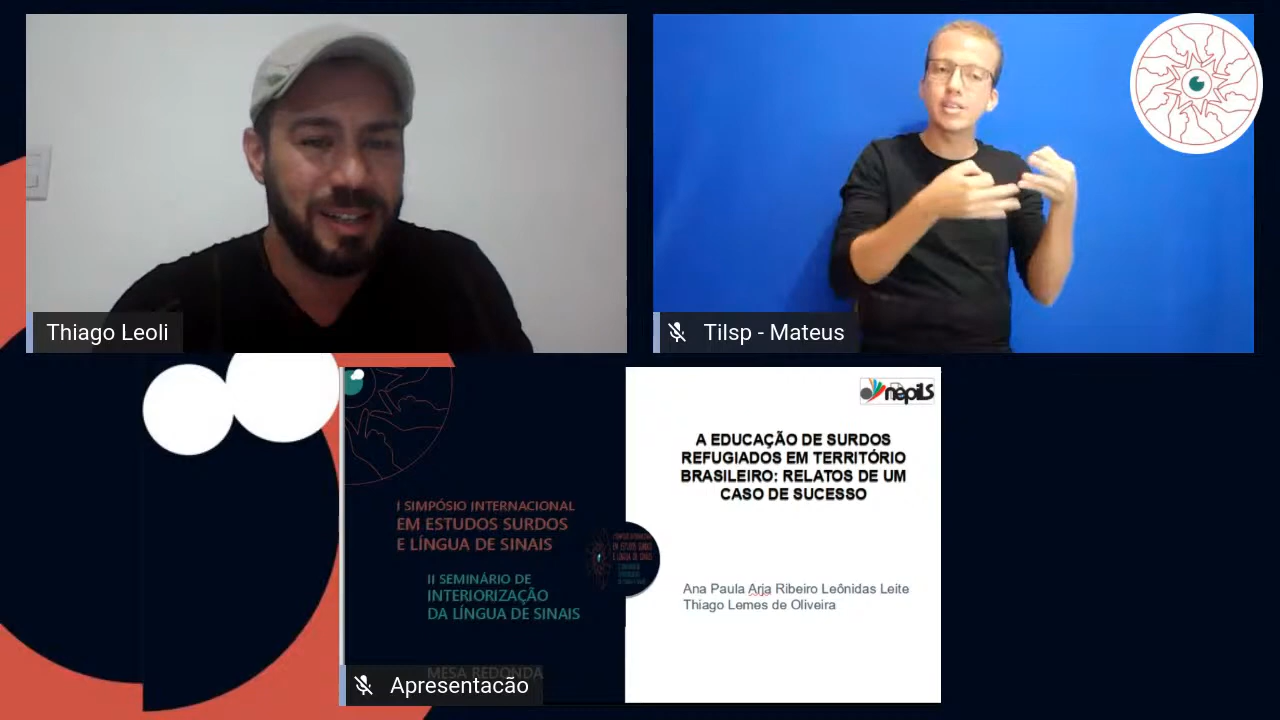 Thiago Leoli
Tilsp - Mateus
nepiLS
A EDUCAÇÃO DE SURDOS
REFUGIADOS EM TERRITÓRIO
BRASILEIRO: RELATOS DE UM
CASO DE SUCESSO
I SIMPÓSIO INTERNACIONAL
EM ESTUDOS SURDOS
E LÍNGUA DE SINAIS
II SEMINÁRIO DE
INTERIORIZAÇÃO
DA LÍNGUA DE SINAIS
Ana Paula Arja Ribeiro Leônidas Leite
Thiago Lemes de Oliveira
MESA REDONDA
Apresentacão